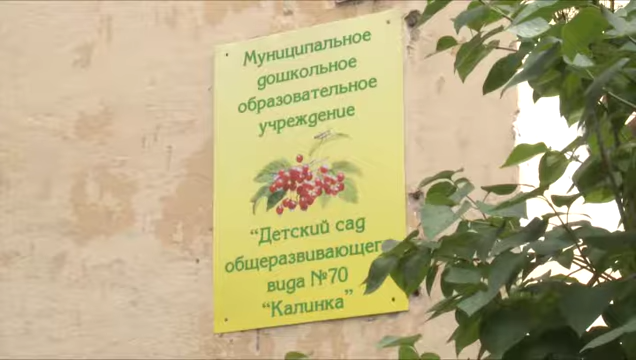 Муниципальное
дошкольное
образовательное
учреждение
“Детский сад
общеразвивающег
вида №70
“Калинка”